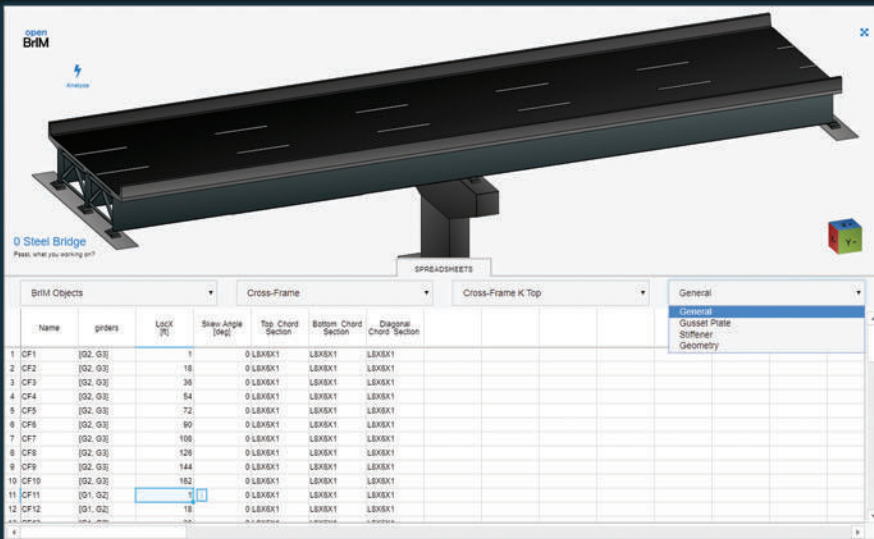 open
BrIM
Analyze
0 Steel Bridge
Pssst, what you working on?
Y-
SPREADSHEETS
BrIM Objects Cross-Frame Cross-Frame K Top General
General
Gusset Plate
Stiffener
Geometry
Name girders LocX [ft] Skew Angle [deg] Top Chord Section Bottom Chord Section Diagonal Chord Section
1 CF1 [G2, G3] 1 0 L8X6X1 L8X6X1 L8X6X1
2 CF2 [G2, G3] 18 0 L8X6X1 L8X6X1 L8X6X1
3 CF3 [G2, G3] 36 0 L8X6X1 L8X6X1 L8X6X1
4 CF4 [G2, G3] 54 0 L8X6X1 L8X6X1 L8X6X1
5 CF5 [G2, G3] 72 0 L8X6X1 L8X6X1 L8X6X1
6 CF6 [G2, G3] 90 0 L8X6X1 L8X6X1 L8X6X1
7 CF7 [G2, G3] 108 0 L8X6X1 L8X6X1 L8X6X1
8 CF8 [G2, G3] 126 0 L8X6X1 L8X6X1 L8X6X1
9 CF9 [G2, G3] 144 0 L8X6X1 L8X6X1 L8X6X1
10 CF10 [G2, G3] 162 0 L8X6X1 L8X6X1 L8X6X1
11 CF11 [G1, G2] 1 0 L8X6X1 L8X6X1 L8X6X1
12 CF12 [G1, G2] 18 0 L8X6X1 L8X6X1 L8X6X1